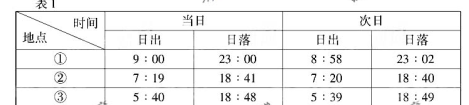 表1
时间 当日 次日
地点 日出 日落 日出 日落
① 9：00 23：00 8：58 23：02
② 7：19 18：41 7：20 18：40
③ 5：40 18：48 5：39 18：49